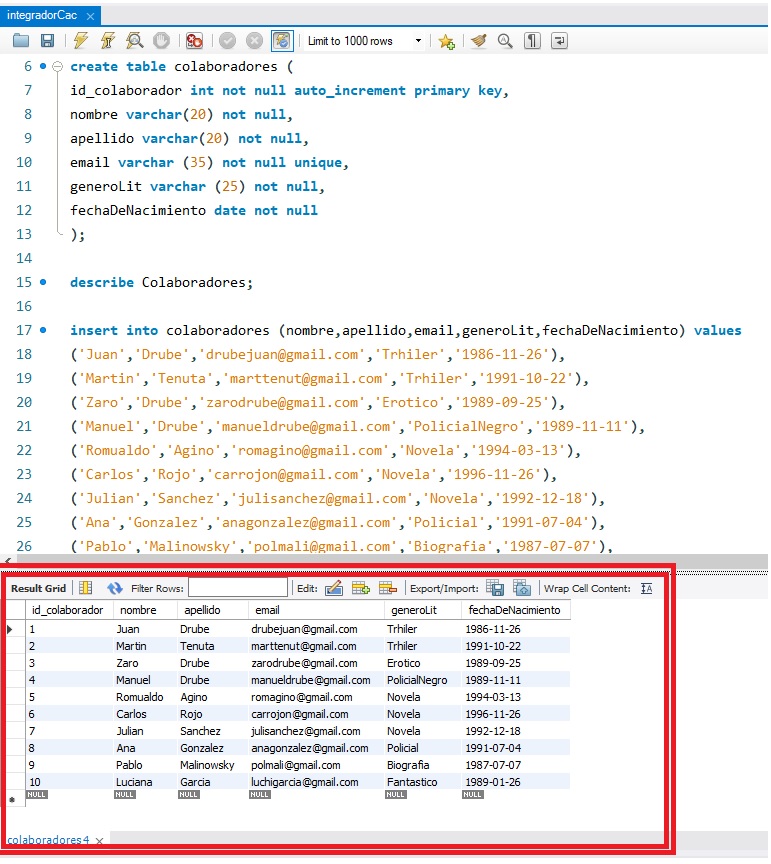 integradorCac
Limit to 1000 rows
6 create table colaboradores (
7 id_colaborador int not null auto_increment primary key,
8 nombre varchar(20) not null,
9 apellido varchar(20) not null,
10 email varchar (35) not null unique,
11 generoLit varchar (25) not null,
12 fechaDeNacimiento date not null
13 );
14
15 describe Colaboradores;
16
17 insert into colaboradores (nombre,apellido,email,generoLit,fechaDeNacimiento) values
18 ('Juan','Drube','drubejuan@gmail.com','Trhiler','1986-11-26'),
19 ('Martin','Tenuta','marttenut@gmail.com','Trhiler','1991-10-22'),
20 ('Zaro','Drube','zarodrube@gmail.com','Erotico','1989-09-25'),
21 ('Manuel','Drube','manueldrube@gmail.com','PolicialNegro','1989-11-11'),
22 ('Romualdo','Agino','romagino@gmail.com','Novela','1994-03-13'),
23 ('Carlos','Rojo','carrojon@gmail.com','Novela','1996-11-26'),
24 ('Julian','Sanchez','julisanchez@gmail.com','Novela','1992-12-18'),
25 ('Ana','Gonzalez','anagonzalez@gmail.com','Policial','1991-07-04'),
26 ('Pablo','Malinowsky','polmali@gmail.com','Biografia','1987-07-07'),
Result Grid Filter Rows: Edit: Export/Import: Wrap Cell Content:
id_colaborador nombre apellido email generoLit fechaDeNacimiento
1 Juan Drube drubejuan@gmail.com Trhiler 1986-11-26
2 Martin Tenuta marttenut@gmail.com Trhiler 1991-10-22
3 Zaro Drube zarodrube@gmail.com Erotico 1989-09-25
4 Manuel Drube manueldrube@gmail.com PolicialNegro 1989-11-11
5 Romualdo Agino romagino@gmail.com Novela 1994-03-13
6 Carlos Rojo carrojon@gmail.com Novela 1996-11-26
7 Julian Sanchez julisanchez@gmail.com Novela 1992-12-18
8 Ana Gonzalez anagonzalez@gmail.com Policial 1991-07-04
9 Pablo Malinowsky polmali@gmail.com Biografia 1987-07-07
10 Luciana Garcia luchigarcia@gmail.com Fantastico 1989-01-26
NULL NULL NULL NULL NULL NULL
colaboradores4